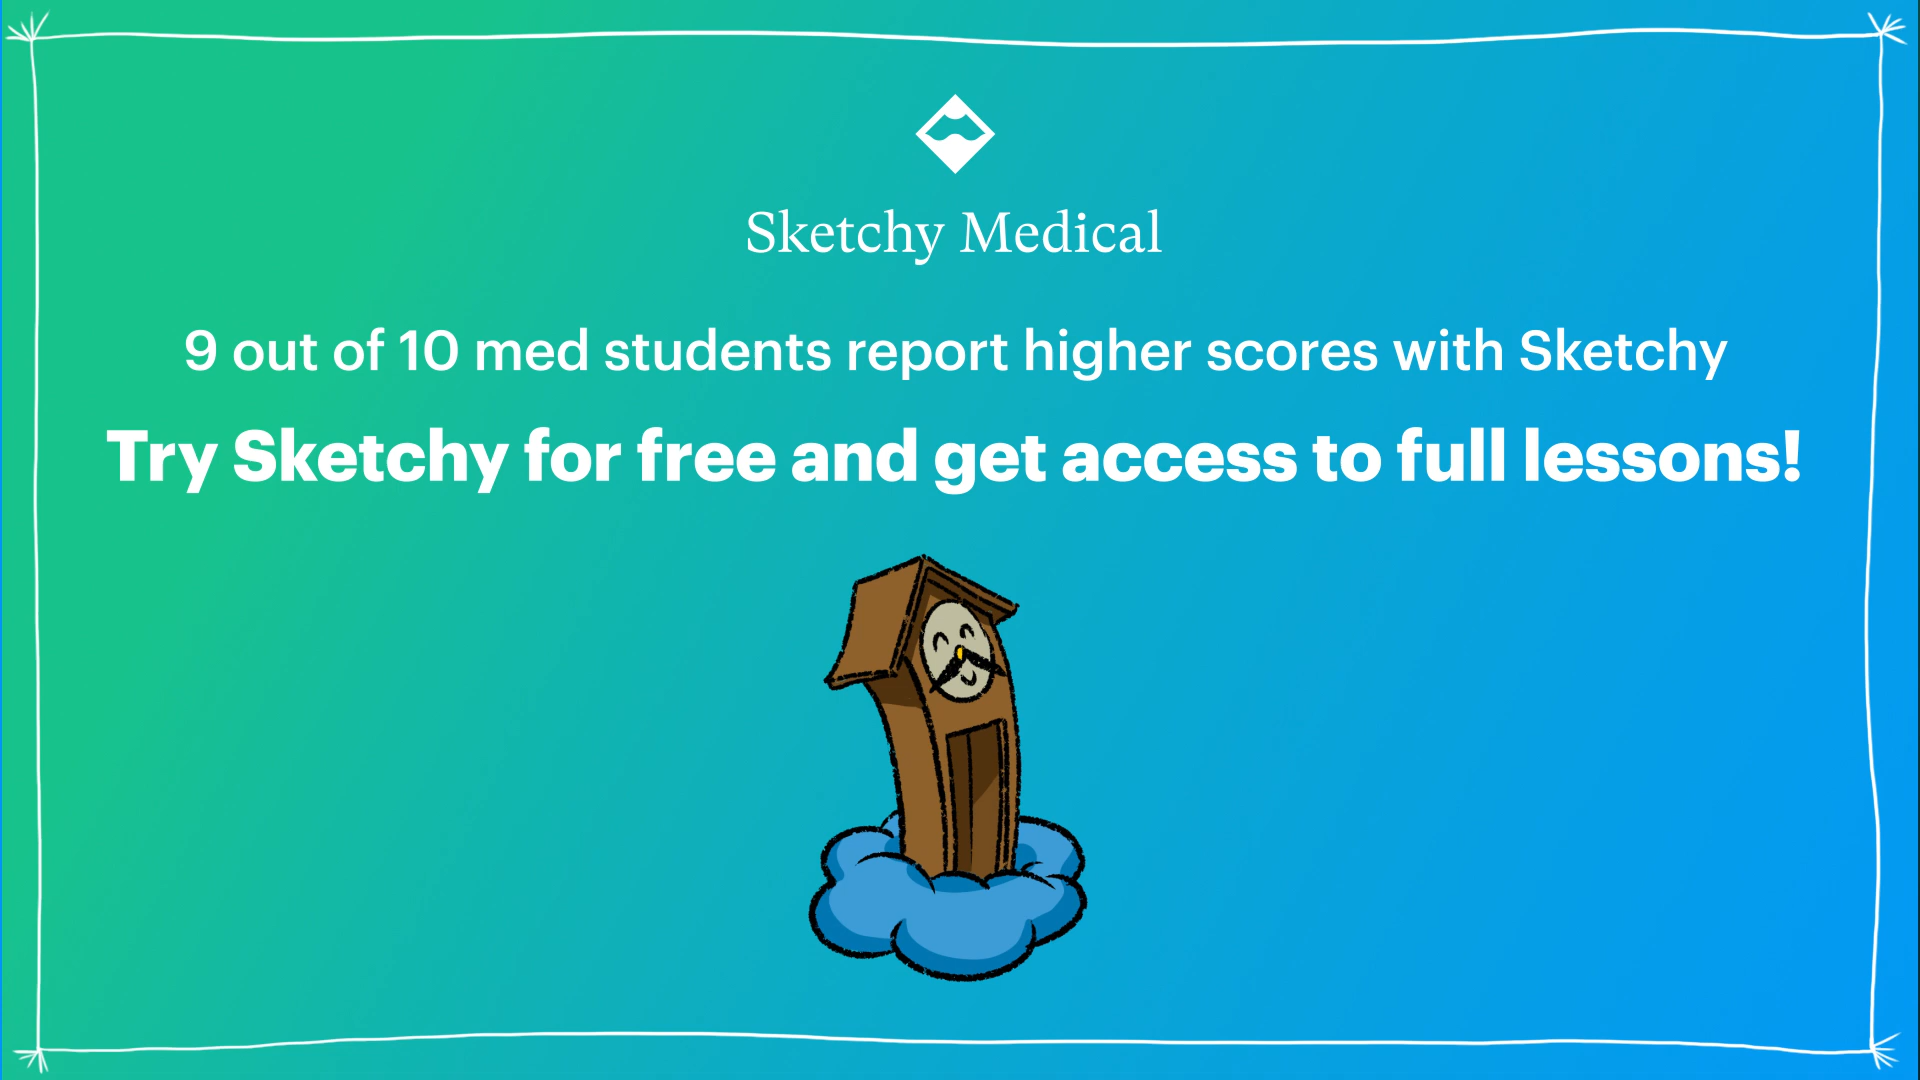 Sketchy Medical
9 out of 10 med students report higher scores with Sketchy
Try Sketchy for free and get access to full lessons!